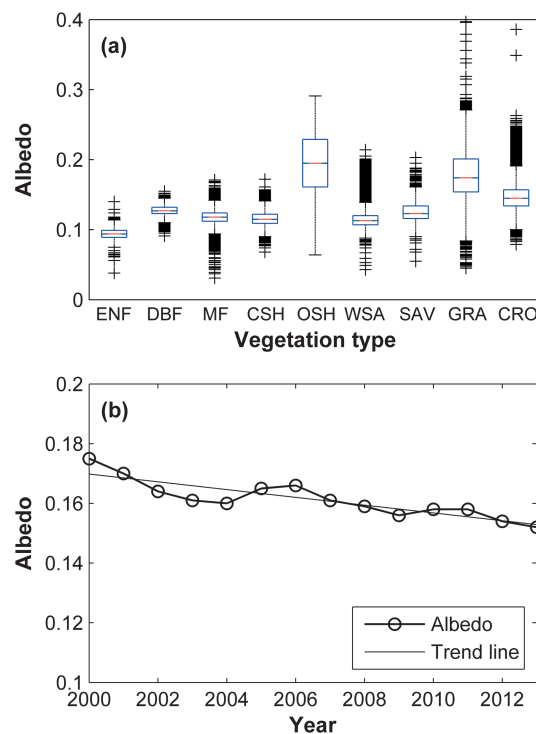 (a)
Albedo
0.4
0.3
0.2
0.1
0
ENF DBF MF CSH OSH WSA SAV GRA CRO
Vegetation type
(b)
Albedo
0.2
0.18
0.16
0.14
0.12
0.1
2000 2002 2004 2006 2008 2010 2012
Year
Albedo
Trend line